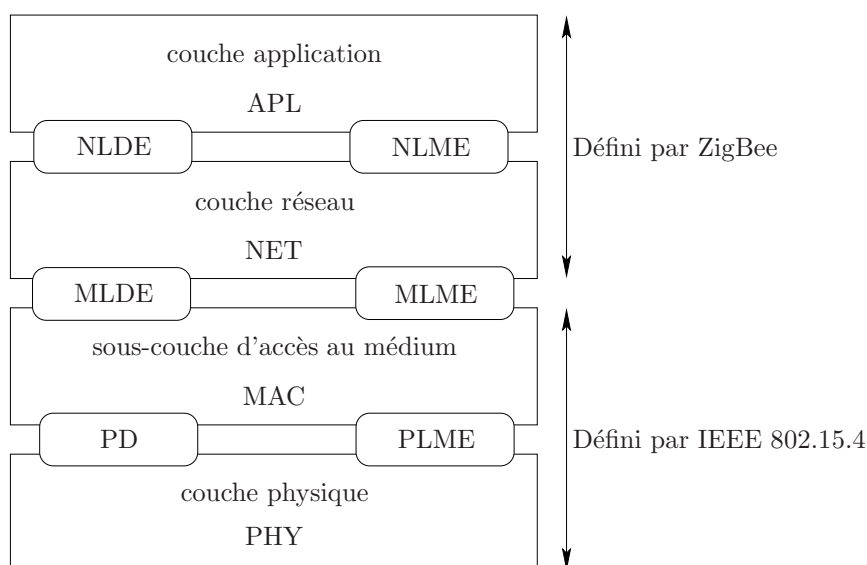 couche application
APL
NLDE
NLME
Défini par ZigBee
couche réseau
NET
MLDE
MLME
sous-couche d'accès au médium
MAC
PD
PLME
Défini par IEEE 802.15.4
couche physique
PHY